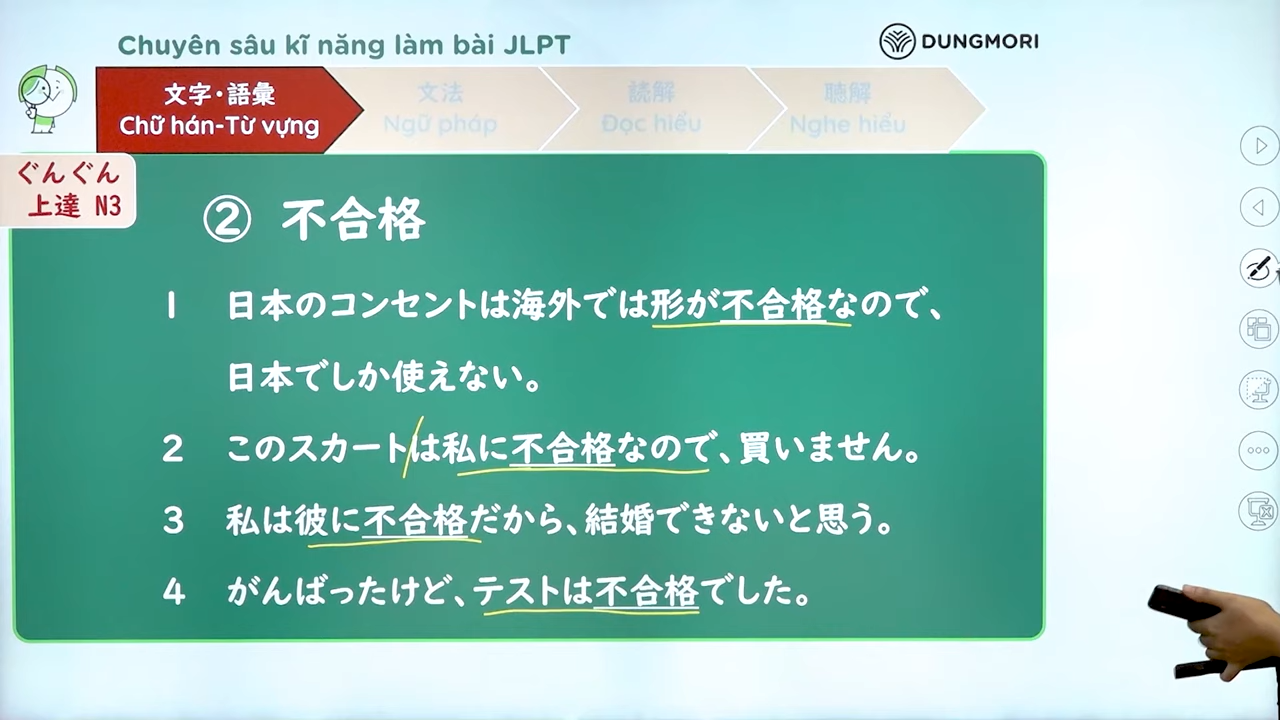 Chuyên sâu kĩ năng làm bài JLPT
DUNGMORI
文字・語彙
Chữ hán-Từ vựng
文法
Ngữ pháp
読解
Đọc hiểu
聴解
Nghe hiểu
ぐんぐん
上達 N3
② 不合格
1 日本のコンセントは海外では形が不合格なので、
日本でしか使えない。
2 このスカートは私に不合格なので、買いません。
3 私は彼に不合格だから、結婚できないと思う。
4 がんばったけど、テストは不合格でした。